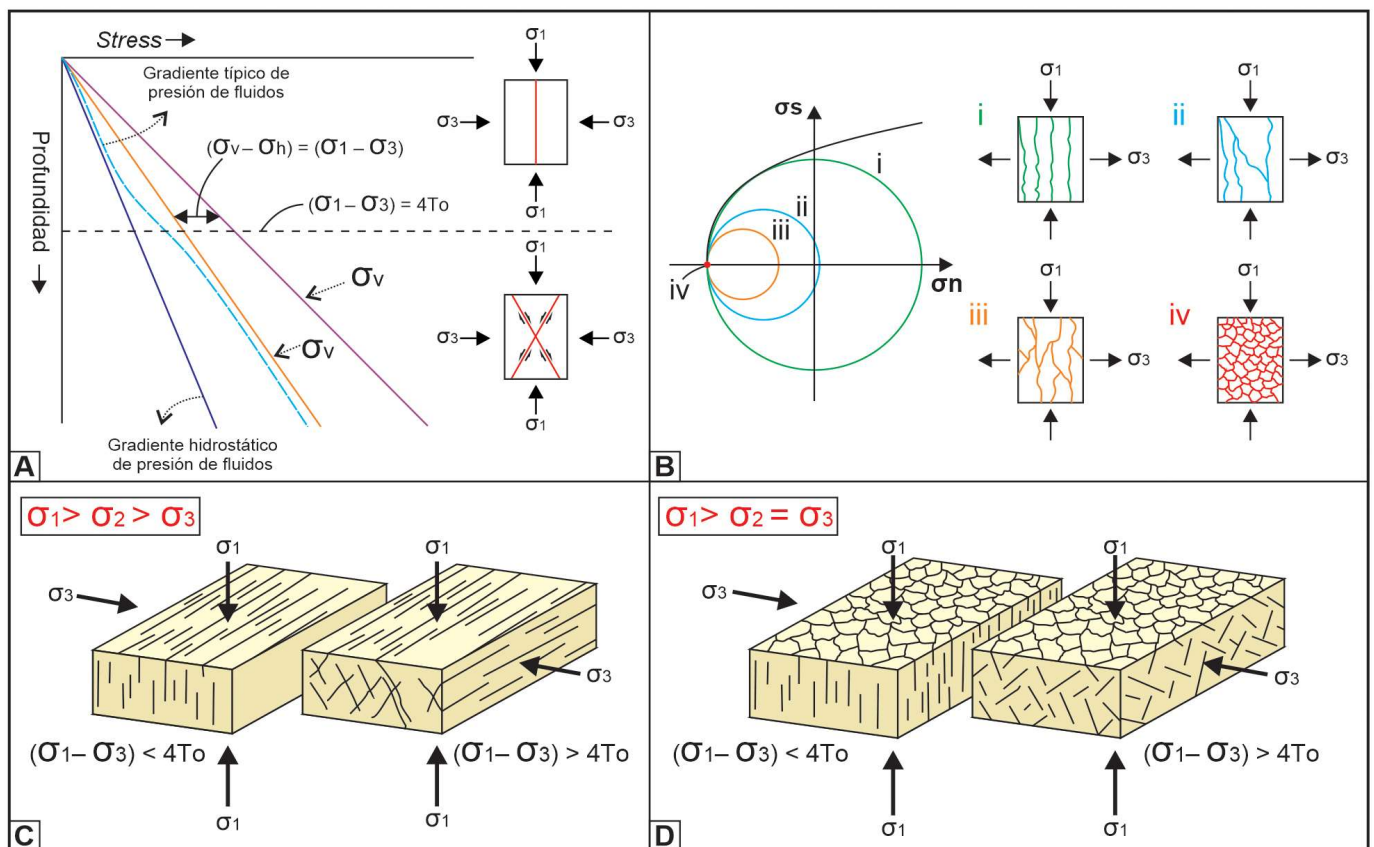 Stress
Gradiente típico de
presión de fluidos
(σv – σh) = (σ1 – σ3)
(σ1 – σ3) = 4To
Profundidad
σv
σv
Gradiente hidrostático
de presión de fluidos
σ1
σ3
σ3
σ1
σ1
σ3
σ3
σ1
A
σs
σn
i
ii
iii
iv
i
σ1
σ3
ii
σ1
σ3
iii
σ1
σ3
iv
σ1
σ3
B
σ1 > σ2 > σ3
σ1
σ1
σ3
σ3
(σ1 – σ3) < 4To
(σ1 – σ3) > 4To
σ1
σ1
C
σ1 > σ2 = σ3
σ1
σ1
σ3
σ3
(σ1 – σ3) < 4To
(σ1 – σ3) > 4To
σ1
σ1
D